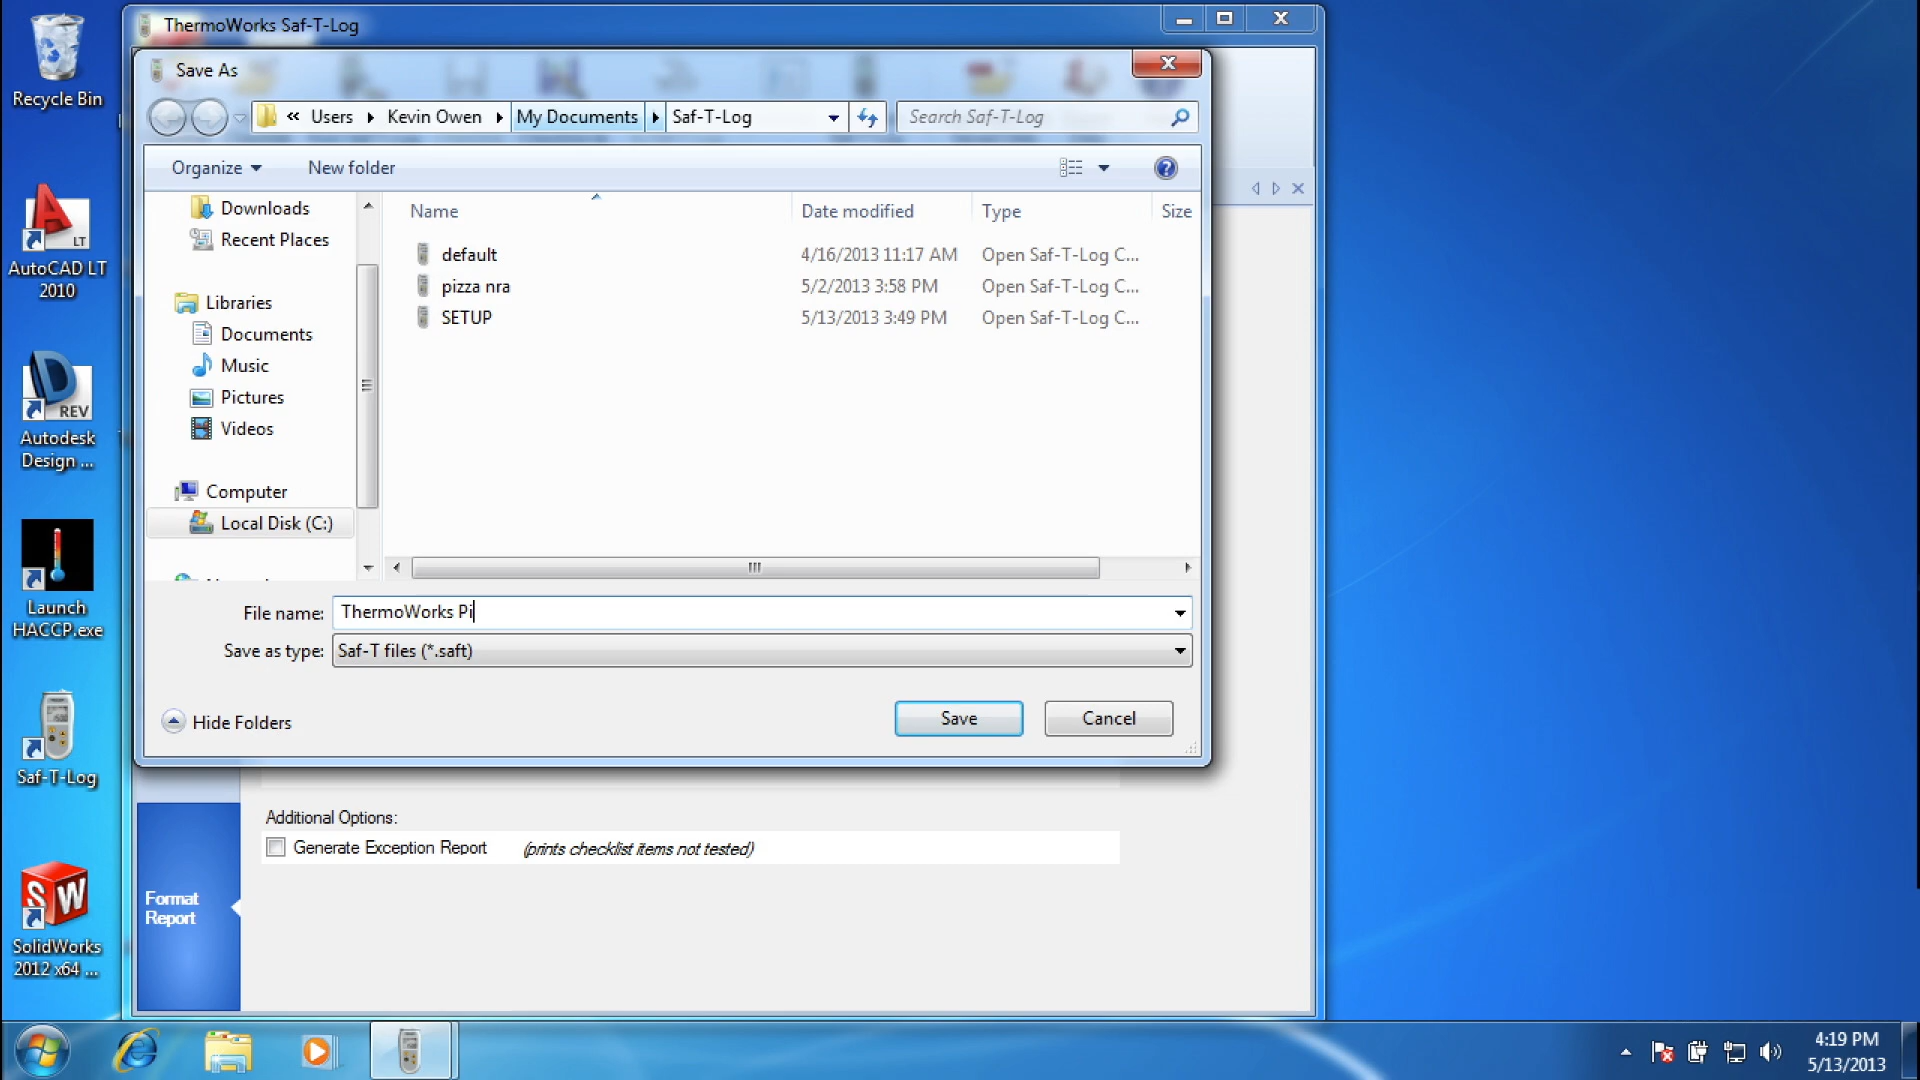 Recycle Bin
AutoCAD LT
2010
Autodesk
Design ...
Launch
HACCP.exe
Saf-T-Log
SolidWorks
2012 x64 ...
LT
REV
ThermoWorks Saf-T-Log
Save As
« Users Kevin Owen My Documents Saf-T-Log
Search Saf-T-Log
Organize New folder
Downloads
Recent Places
Libraries
Documents
Music
Pictures
Videos
Computer
Local Disk (C:)
Name Date modified Type Size
default 4/16/2013 11:17 AM Open Saf-T-Log C...
pizza nra 5/2/2013 3:58 PM Open Saf-T-Log C...
SETUP 5/13/2013 3:49 PM Open Saf-T-Log C...
File name: ThermoWorks Pi
Save as type: Saf-T files (*.saft)
Hide Folders
Save Cancel
Additional Options:
Generate Exception Report (prints checklist items not tested)
Format
Report
4:19 PM
5/13/2013